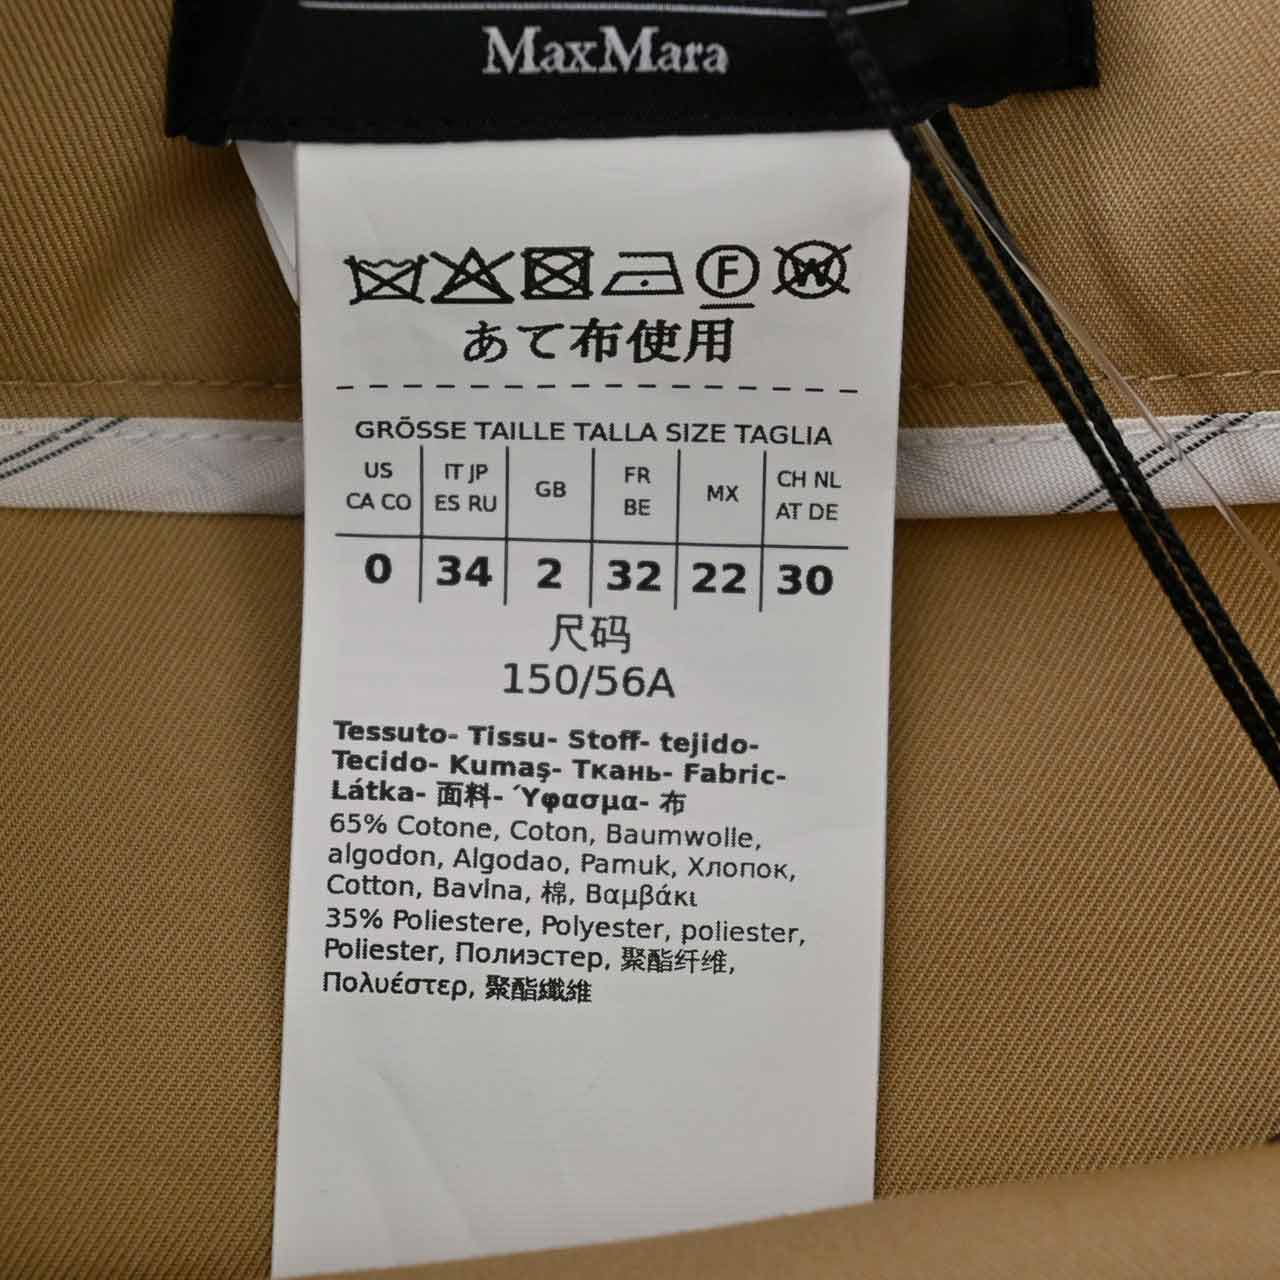 MaxMara
F W
あて布使用
GRÖSSE TAILLE TALLA SIZE TAGLIA
US IT JP GB FR MX CH NL
CA CO ES RU BE AT DE
0 34 2 32 22 30
尺码
150/56A
Tessuto- Tissu- Stoff- tejido-
Tecido- Kumaş- Ткань- Fabric-
Látka- 面料- Ύφασμα- 布
65% Cotone, Coton, Baumwolle,
algodon, Algodao, Pamuk, Хлопок,
Cotton, Bavlna, 棉, Βαμβάκι
35% Poliestere, Polyester, poliester,
Poliester, Полиэстер, 聚酯纤维,
Πολυέστερ, 聚酯纖維